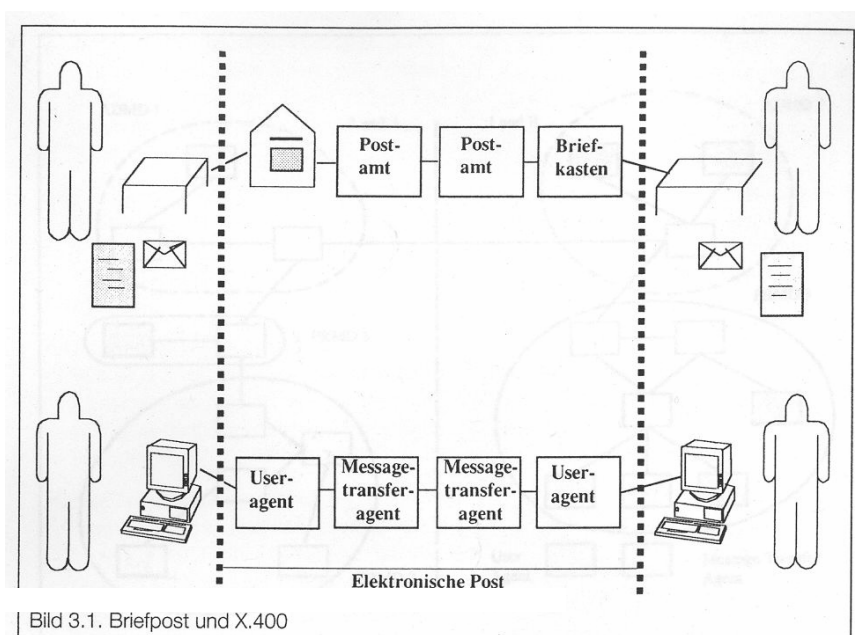 Post-
amt
Post-
amt
Brief-
kasten
User-
agent
Message-
transfer-
agent
Message-
transfer-
agent
User-
agent
Elektronische Post
Bild 3.1. Briefpost und X.400